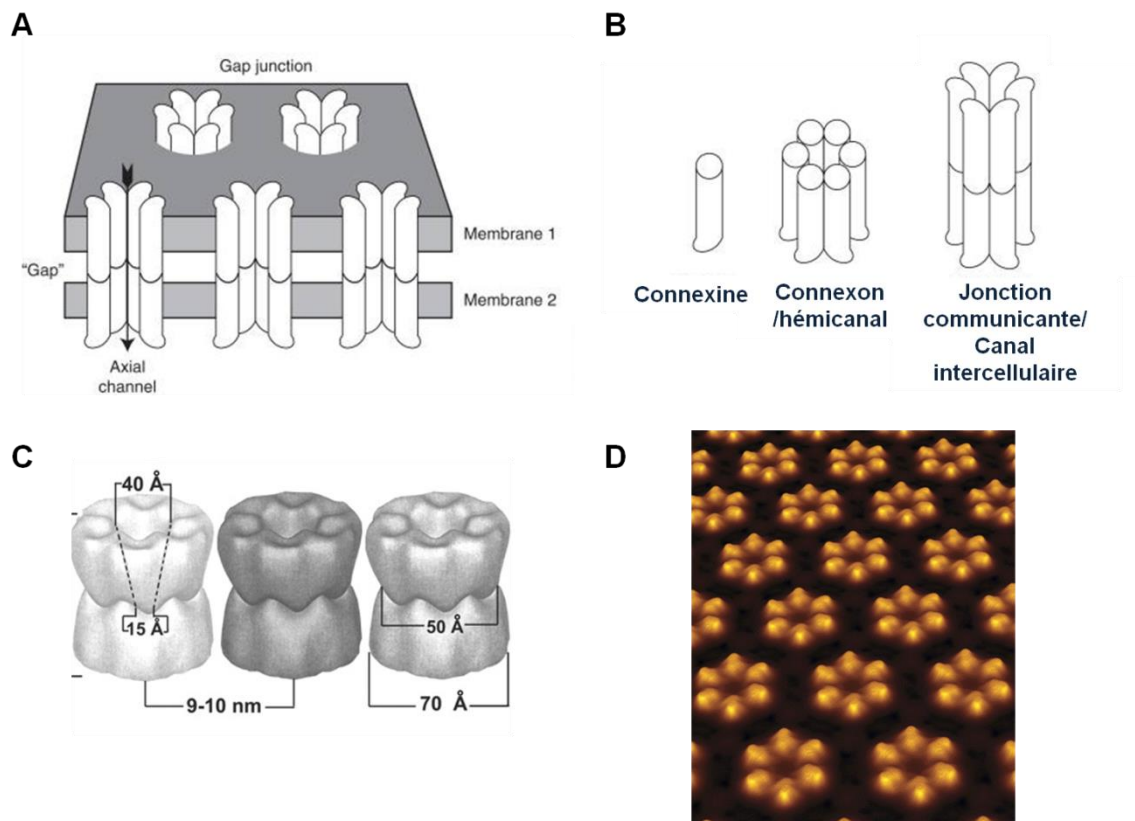 A
Gap junction
Membrane 1
"Gap"
Membrane 2
Axial
channel
B
Connexine
Connexon
/hémicanal
Jonction
communicante/
Canal
intercellulaire
C
40 Å
15 Å
50 Å
9-10 nm
70 Å
D